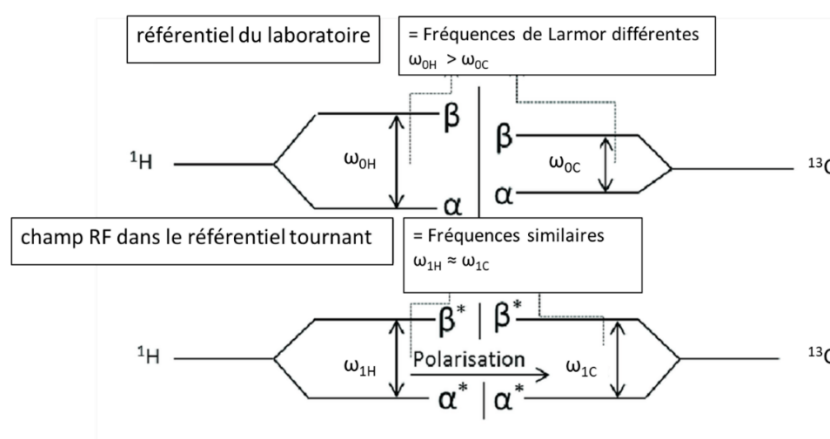 référentiel du laboratoire
= Fréquences de Larmor différentes
ω0H > ω0C
β
β
1H
ω0H
ω0C
13C
α
α
champ RF dans le référentiel tournant
= Fréquences similaires
ω1H ≈ ω1C
β* | β*
1H
ω1H
Polarisation
ω1C
13C
α* | α*